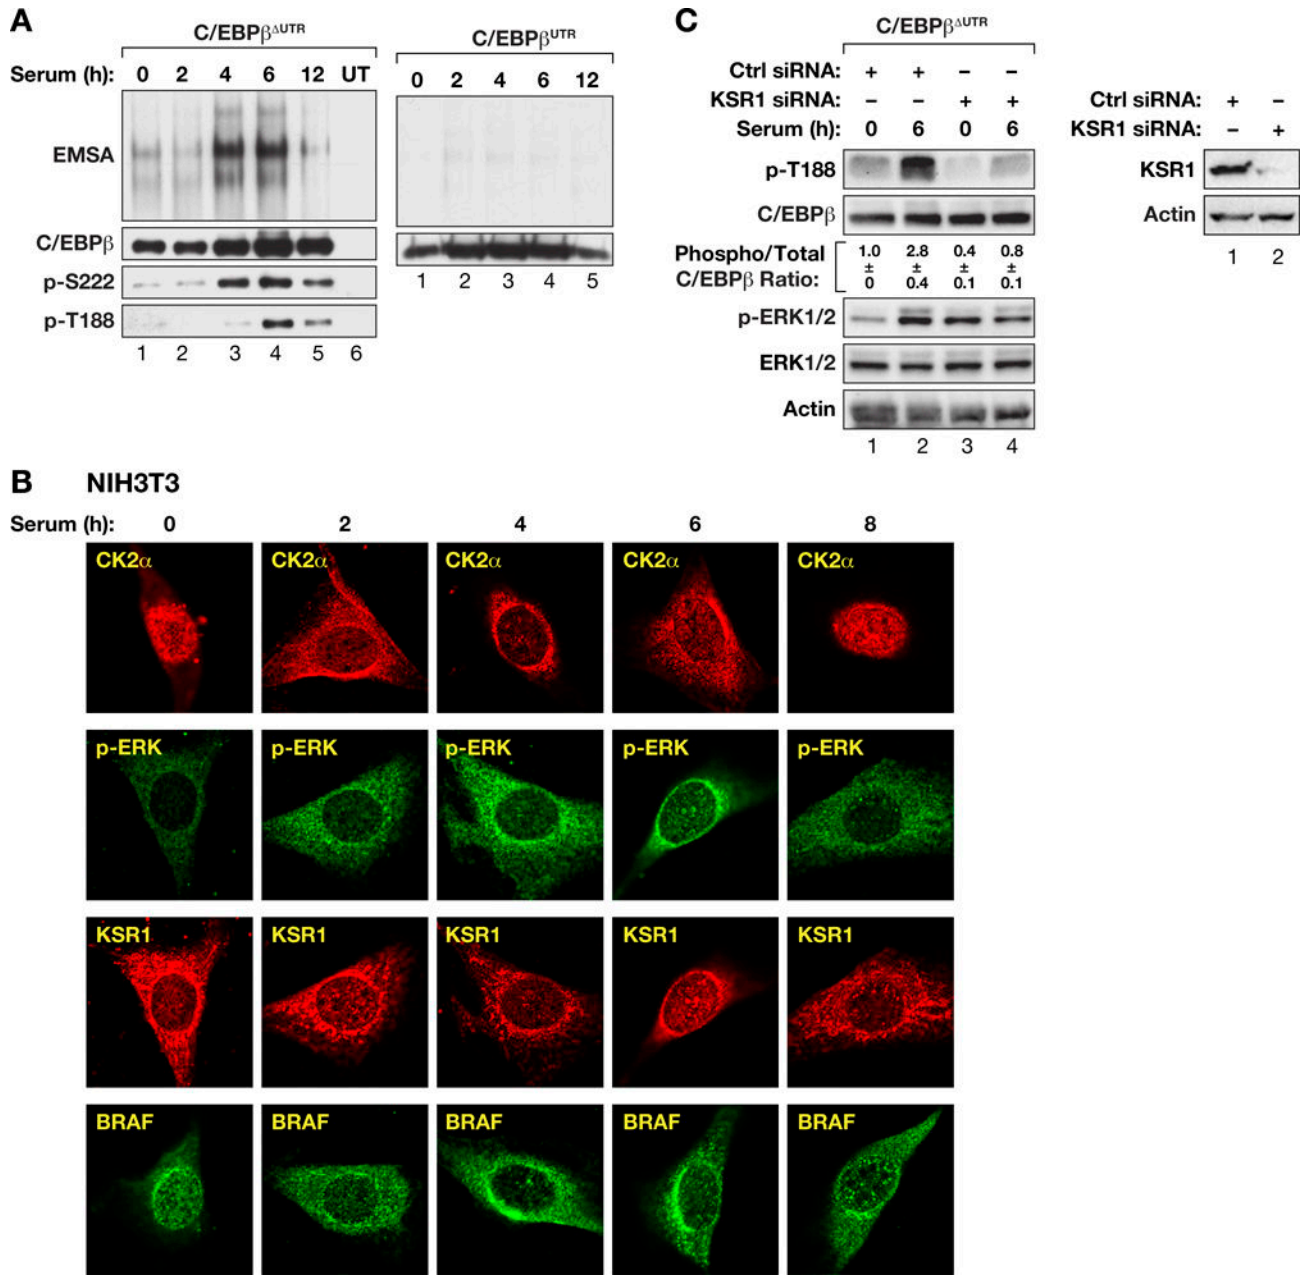 A
C/EBPβΔUTR
Serum (h): 0 2 4 6 12 UT
EMSA
C/EBPβ
p-S222
p-T188
1 2 3 4 5 6
C/EBPβUTR
0 2 4 6 12
1 2 3 4 5
C
C/EBPβΔUTR
Ctrl siRNA: + + – –
KSR1 siRNA: – – + +
Serum (h): 0 6 0 6
p-T188
C/EBPβ
Phospho/Total 1.0 2.8 0.4 0.8
± ± ± ±
C/EBPβ Ratio: 0 0.4 0.1 0.1
p-ERK1/2
ERK1/2
Actin
1 2 3 4
Ctrl siRNA: + –
KSR1 siRNA: – +
KSR1
Actin
1 2
B NIH3T3
Serum (h): 0 2 4 6 8
CK2α CK2α CK2α CK2α CK2α
p-ERK p-ERK p-ERK p-ERK p-ERK
KSR1 KSR1 KSR1 KSR1 KSR1
BRAF BRAF BRAF BRAF BRAF